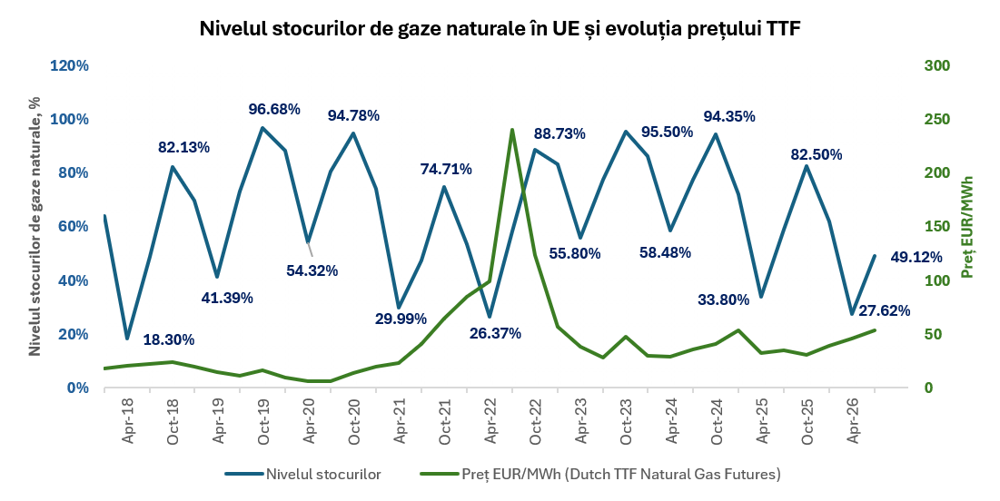 Nivelul stocurilor de gaze naturale în UE și evoluția prețului TTF
Nivelul stocurilor de gaze naturale, %
120%
100%
80%
60%
40%
20%
0%
300
250
200
150
100
50
0
Preț EUR/MWh
18.30%
82.13%
41.39%
96.68%
54.32%
94.78%
29.99%
74.71%
26.37%
88.73%
55.80%
95.50%
58.48%
94.35%
33.80%
82.50%
27.62%
49.12%
Apr-18
Oct-18
Apr-19
Oct-19
Apr-20
Oct-20
Apr-21
Oct-21
Apr-22
Oct-22
Apr-23
Oct-23
Apr-24
Oct-24
Apr-25
Oct-25
Apr-26
Nivelul stocurilor
Preț EUR/MWh (Dutch TTF Natural Gas Futures)